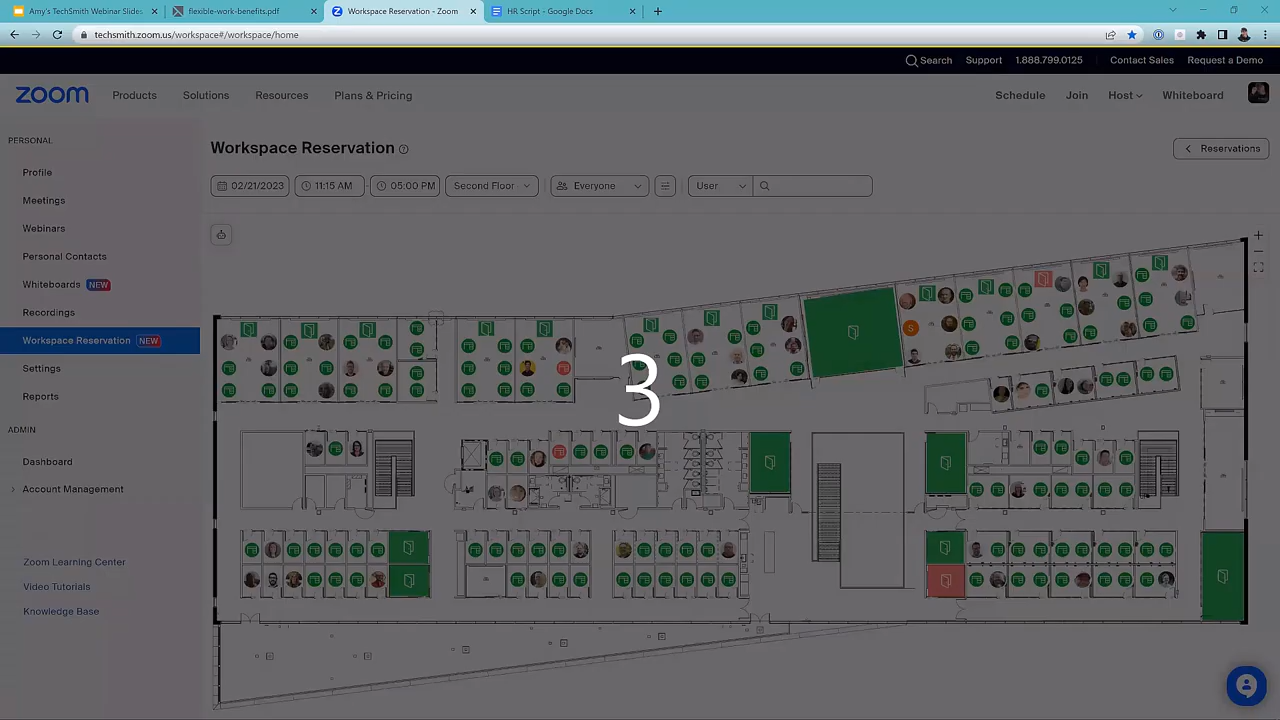 Amy's TechSmith Webinar Slides
flexible-work-benefits.pdf
Workspace Reservation - Zoom
HR Script - Google Docs
techsmith.zoom.us/workspace#/workspace/home
Search
Support
1.888.799.0125
Contact Sales
Request a Demo
zoom
Products
Solutions
Resources
Plans & Pricing
Schedule
Join
Host
Whiteboard
PERSONAL
Profile
Meetings
Webinars
Personal Contacts
Whiteboards NEW
Recordings
Workspace Reservation NEW
Settings
Reports
ADMIN
Dashboard
Account Management
Zoom Learning Center
Video Tutorials
Knowledge Base
Workspace Reservation
Reservations
02/21/2023
11:15 AM
05:00 PM
Second Floor
Everyone
User
S
3